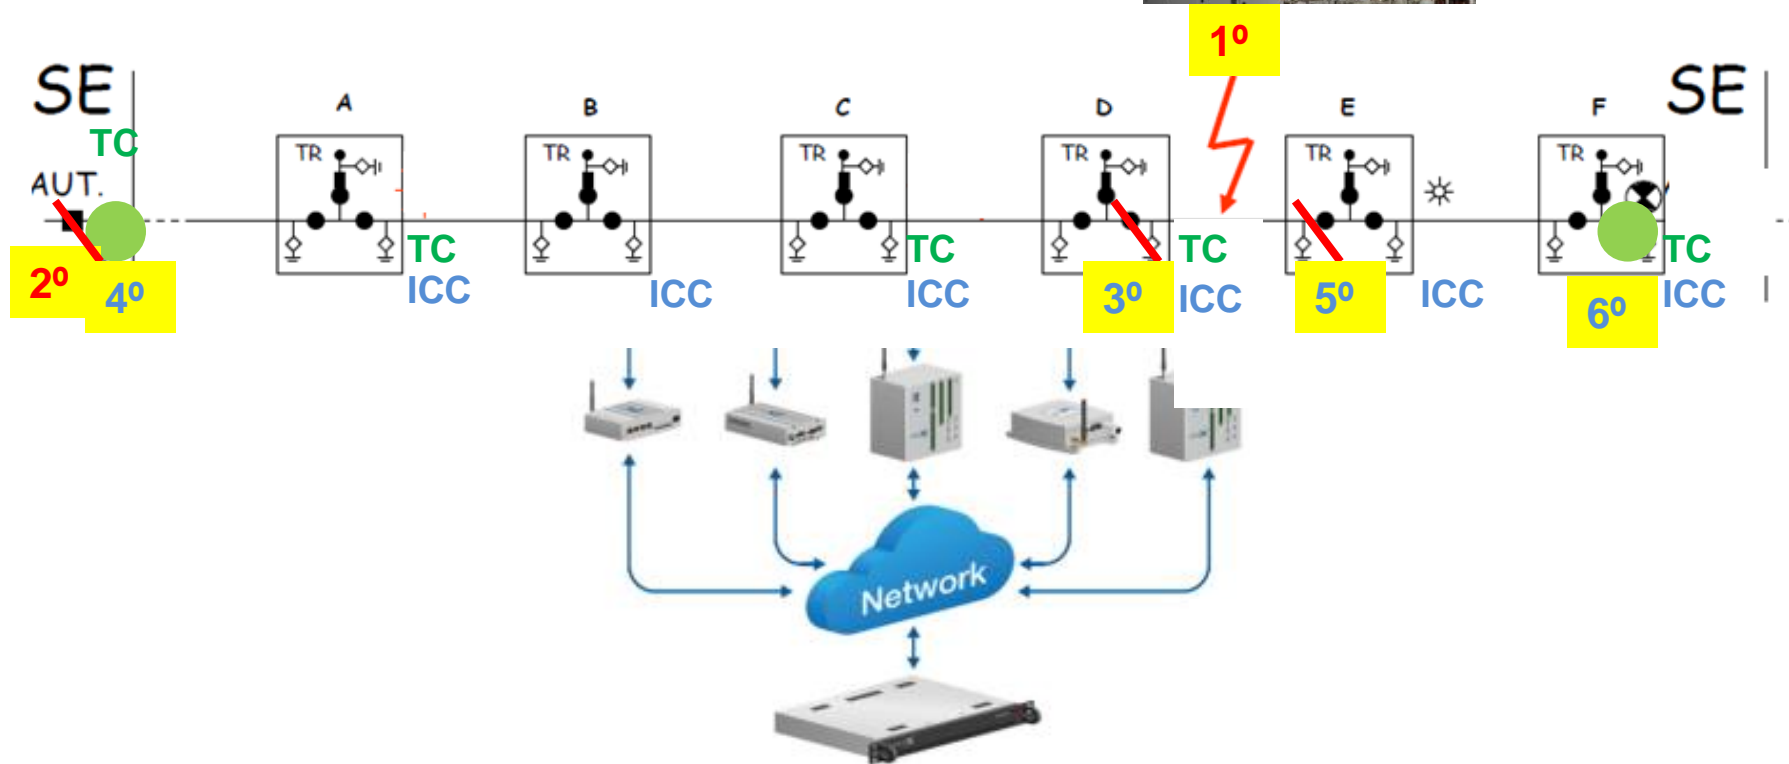 1º
SE
A
B
C
D
E
F
SE
TC
AUT.
TR
TR
TR
TR
TR
TR
2º
4º
TC
ICC
ICC
TC
ICC
3º
TC
ICC
5º
ICC
6º
TC
ICC
Network